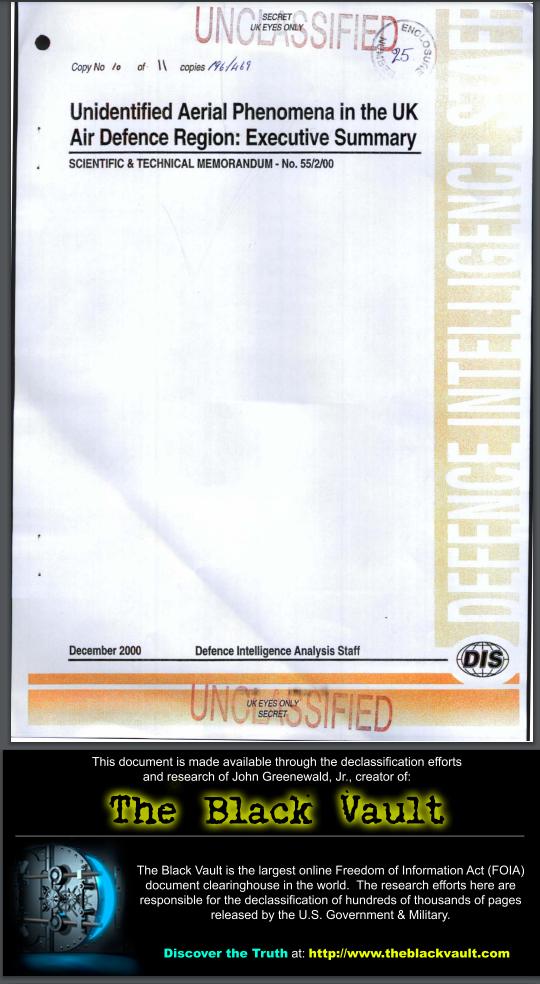 UNCLASSIFIED
SECRET
UK EYES ONLY
ENCLOSURE
25
Copy No 10 of 11 copies 196/469
Unidentified Aerial Phenomena in the UK
Air Defence Region: Executive Summary
SCIENTIFIC & TECHNICAL MEMORANDUM - No. 55/2/00
DEFENCE INTELLIGENCE STAFF
December 2000 Defence Intelligence Analysis Staff
DIS
UNCLASSIFIED
UK EYES ONLY
SECRET
This document is made available through the declassification efforts
and research of John Greenewald, Jr., creator of:
The Black Vault
The Black Vault is the largest online Freedom of Information Act (FOIA)
document clearinghouse in the world. The research efforts here are
responsible for the declassification of hundreds of thousands of pages
released by the U.S. Government & Military.
Discover the Truth at: http://www.theblackvault.com